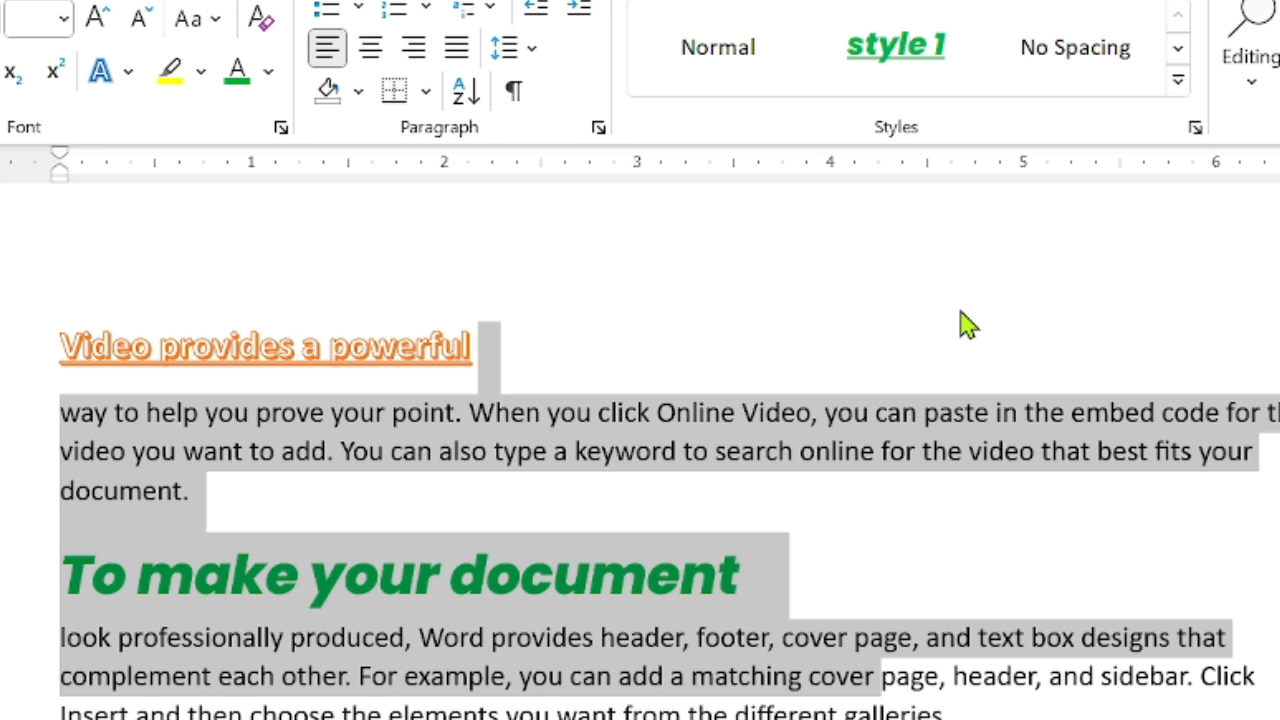 Aa
A
x₂ x² A A
A Z ¶
Normal style 1 No Spacing Editing
Font Paragraph Styles
1 2 3 4 5 6
Video provides a powerful
way to help you prove your point. When you click Online Video, you can paste in the embed code for
video you want to add. You can also type a keyword to search online for the video that best fits your
document.
To make your document
look professionally produced, Word provides header, footer, cover page, and text box designs that
complement each other. For example, you can add a matching cover page, header, and sidebar. Click
Insert and then choose the elements you want from the different galleries.